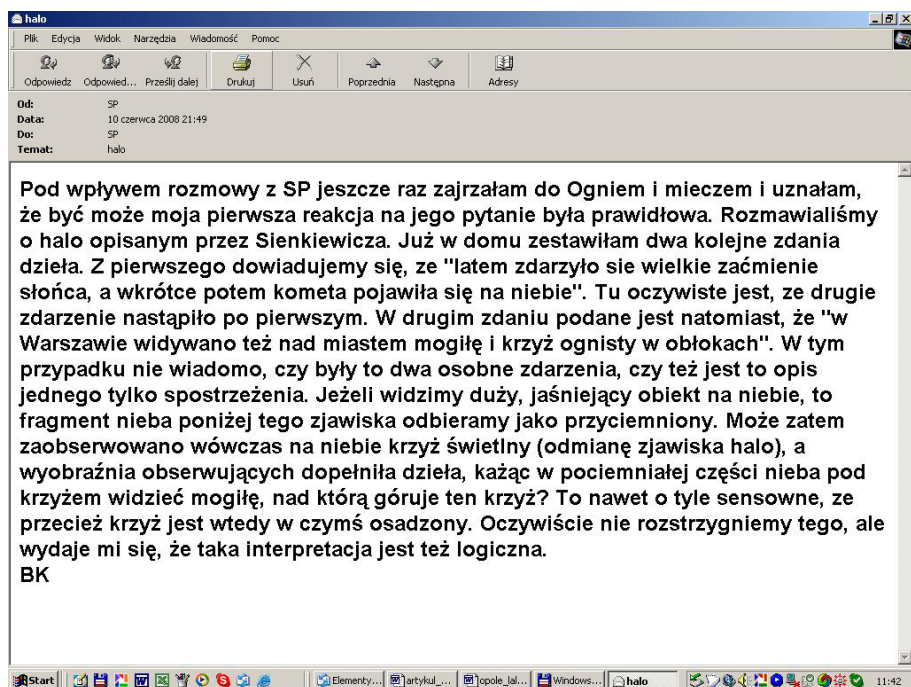 halo
Plik Edycja Widok Narzędzia Wiadomość Pomoc
Odpowiedz Odpowied... Prześlij dalej Drukuj Usuń Poprzednia Następna Adresy
Od: SP
Data: 10 czerwca 2008 21:49
Do: SP
Temat: halo
Pod wpływem rozmowy z SP jeszcze raz zajrzałam do Ogniem i mieczem i uznałam,
że być może moja pierwsza reakcja na jego pytanie była prawidłowa. Rozmawialiśmy
o halo opisanym przez Sienkiewicza. Już w domu zestawiłam dwa kolejne zdania
dzieła. Z pierwszego dowiadujemy się, ze "latem zdarzyło sie wielkie zaćmienie
słońca, a wkrótce potem kometa pojawiła się na niebie". Tu oczywiste jest, ze drugie
zdarzenie nastąpiło po pierwszym. W drugim zdaniu podane jest natomiast, że "w
Warszawie widywano też nad miastem mogiłę i krzyż ognisty w obłokach". W tym
przypadku nie wiadomo, czy były to dwa osobne zdarzenia, czy też jest to opis
jednego tylko spostrzeżenia. Jeżeli widzimy duży, jaśniejący obiekt na niebie, to
fragment nieba poniżej tego zjawiska odbieramy jako przyciemniony. Może zatem
zaobserwowano wówczas na niebie krzyż świetlny (odmianę zjawiska halo), a
wyobraźnia obserwujących dopełniła dzieła, każąc w pociemniałej części nieba pod
krzyżem widzieć mogiłę, nad którą góruje ten krzyż? To nawet o tyle sensowne, ze
przecież krzyż jest wtedy w czymś osadzony. Oczywiście nie rozstrzygniemy tego, ale
wydaje mi się, że taka interpretacja jest też logiczna.
BK
Start Elementy... artykul_... opole_lal... Windows... halo 11:42